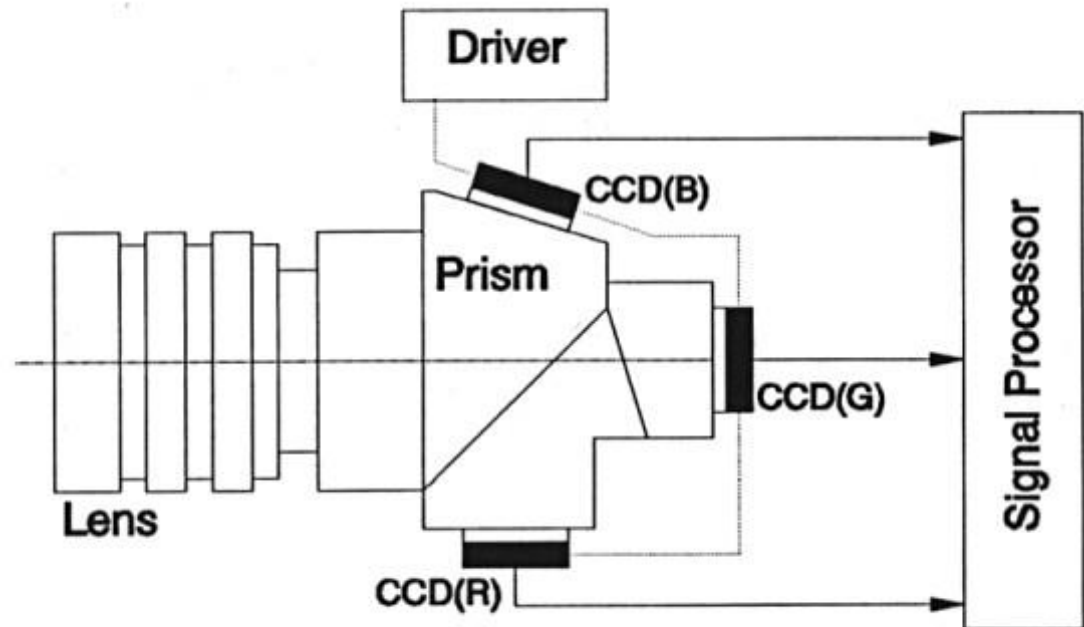 Driver
CCD(B)
Prism
CCD(G)
Lens
CCD(R)
Signal Processor